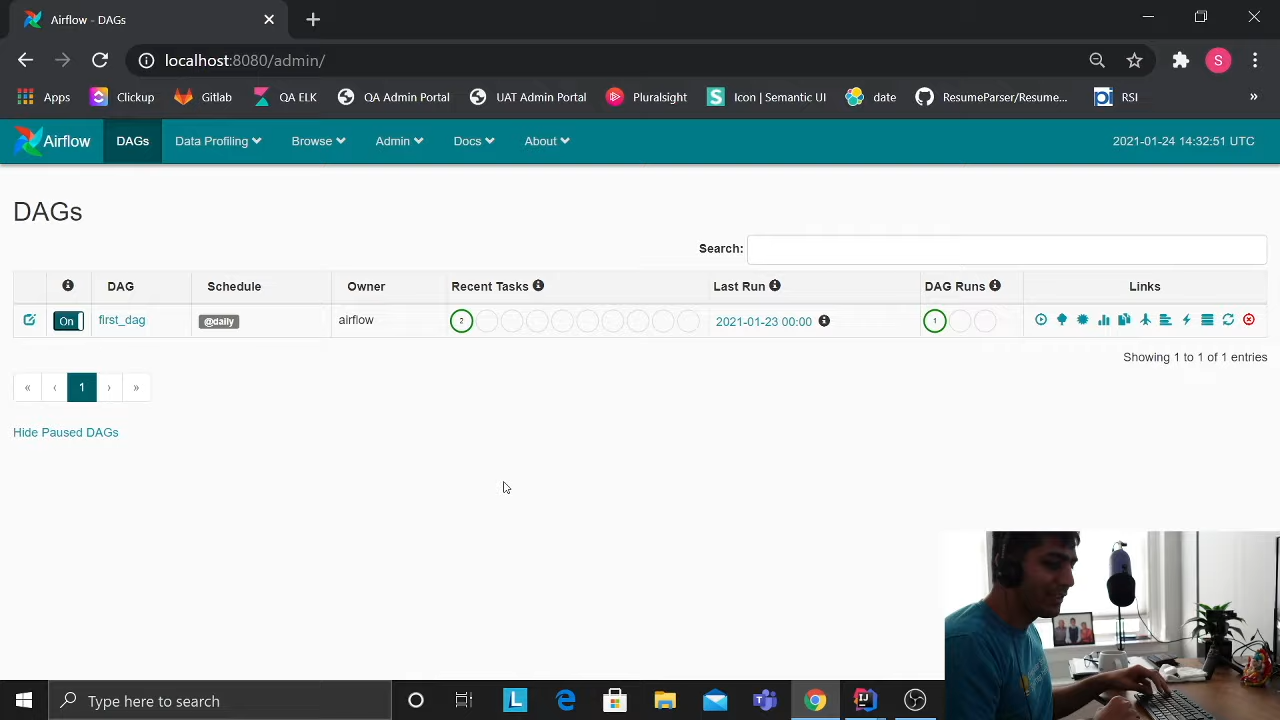 Airflow - DAGs
localhost:8080/admin/
S
Apps Clickup Gitlab QA ELK QA Admin Portal UAT Admin Portal Pluralsight S Icon | Semantic UI date ResumeParser/Resume... RSI »
Airflow DAGs Data Profiling Browse Admin Docs About 2021-01-24 14:32:51 UTC
DAGs
Search:
DAG Schedule Owner Recent Tasks Last Run DAG Runs Links
On first_dag @daily airflow 2 2021-01-23 00:00 1
Showing 1 to 1 of 1 entries
« ‹ 1 › »
Hide Paused DAGs
Type here to search L